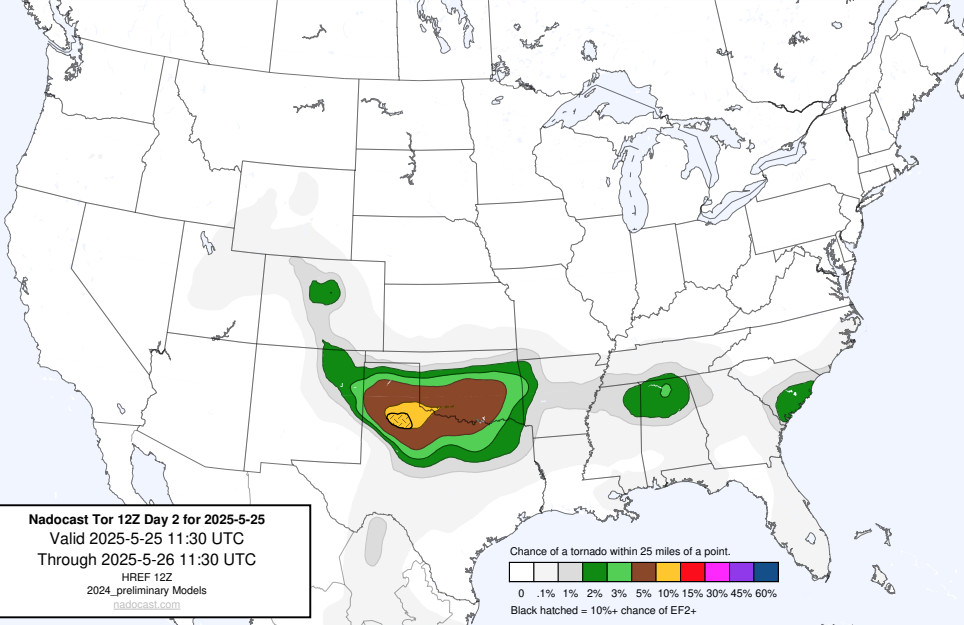 Nadocast Tor 12Z Day 2 for 2025-5-25
Valid 2025-5-25 11:30 UTC
Through 2025-5-26 11:30 UTC
HREF 12Z
2024_preliminary Models
nadocast.com
Chance of a tornado within 25 miles of a point.
0 .1% 1% 2% 3% 5% 10% 15% 30% 45% 60%
Black hatched = 10%+ chance of EF2+